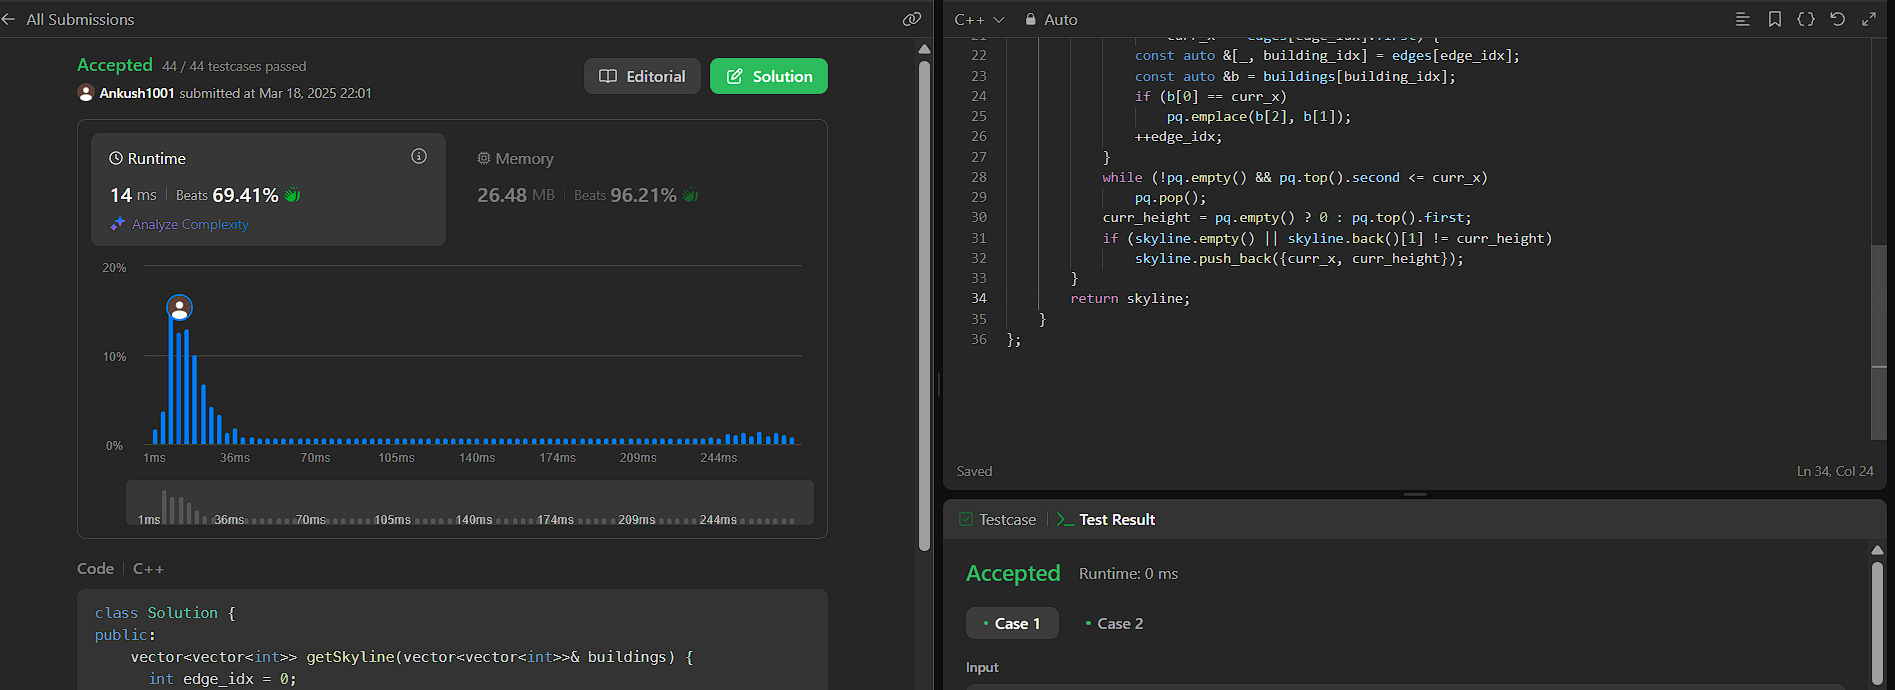 All Submissions
Accepted 44 / 44 testcases passed
Ankush1001 submitted at Mar 18, 2025 22:01
Editorial
Solution
Runtime
14 ms Beats 69.41%
Analyze Complexity
Memory
26.48 MB Beats 96.21%
20%
10%
0%
1ms 36ms 70ms 105ms 140ms 174ms 209ms 244ms
1ms 36ms 70ms 105ms 140ms 174ms 209ms 244ms
Code C++
class Solution {
public:
vector<vector<int>> getSkyline(vector<vector<int>>& buildings) {
int edge_idx = 0;
C++ Auto
22 const auto &[_, building_idx] = edges[edge_idx];
23 const auto &b = buildings[building_idx];
24 if (b[0] == curr_x)
25 pq.emplace(b[2], b[1]);
26 ++edge_idx;
27 }
28 while (!pq.empty() && pq.top().second <= curr_x)
29 pq.pop();
30 curr_height = pq.empty() ? 0 : pq.top().first;
31 if (skyline.empty() || skyline.back()[1] != curr_height)
32 skyline.push_back({curr_x, curr_height});
33 }
34 return skyline;
35 }
36 };
Saved
Ln 34, Col 24
Testcase
>_ Test Result
Accepted Runtime: 0 ms
Case 1
Case 2
Input